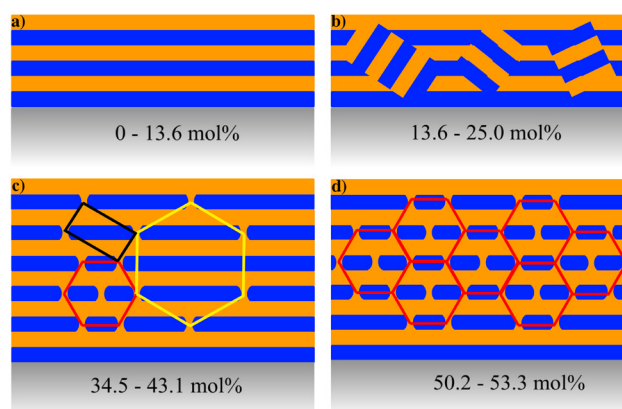 a)
b)
0 - 13.6 mol%
13.6 - 25.0 mol%
c)
d)
34.5 - 43.1 mol%
50.2 - 53.3 mol%